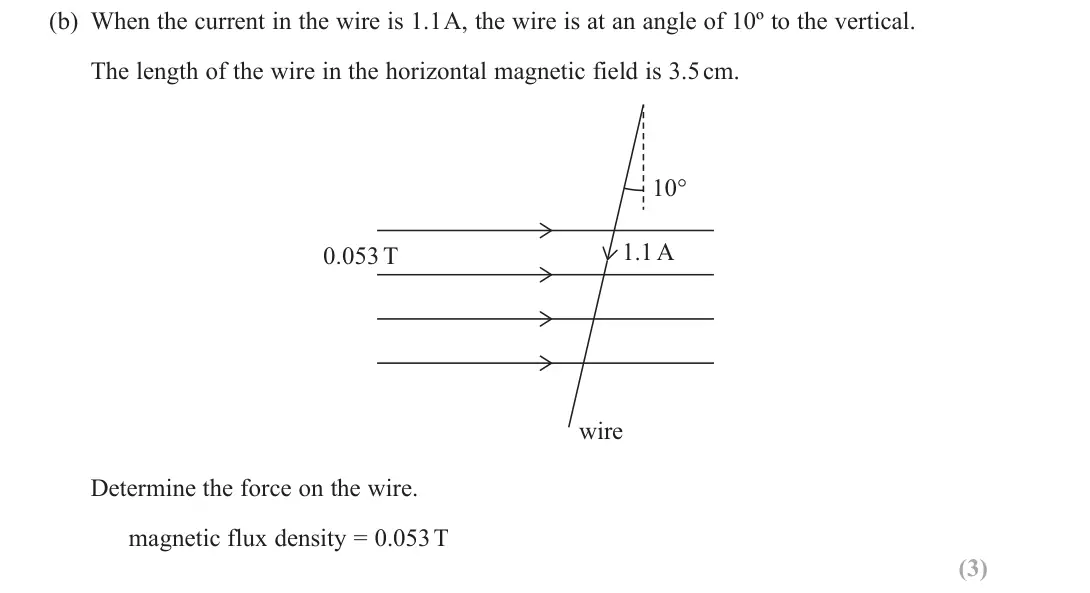 (b) When the current in the wire is 1.1 A, the wire is at an angle of 10º to the vertical.
The length of the wire in the horizontal magnetic field is 3.5 cm.
10°
0.053 T
1.1 A
wire
Determine the force on the wire.
magnetic flux density = 0.053 T
(3)